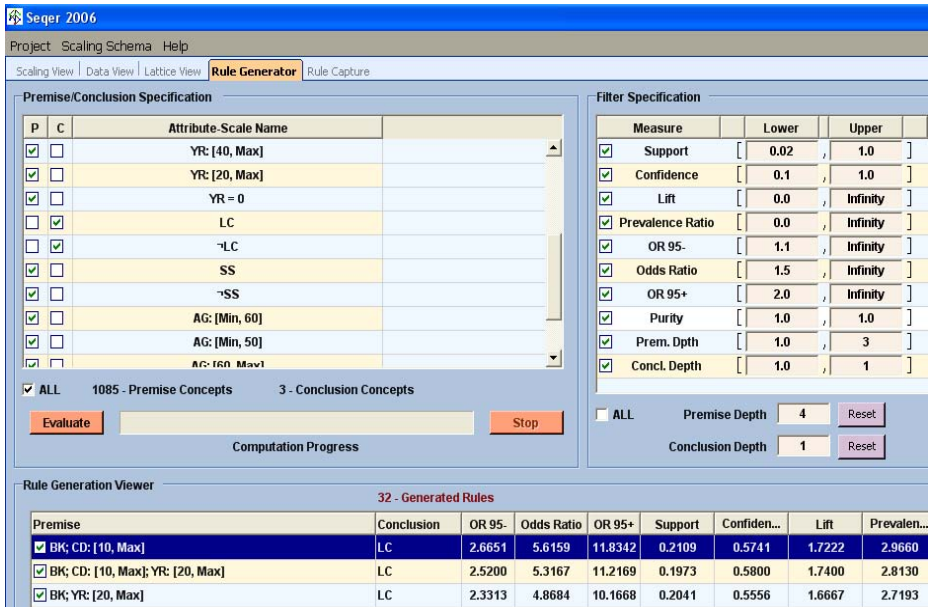 Seqer 2006
Project Scaling Schema Help
Scaling View Data View Lattice View Rule Generator Rule Capture
Premise/Conclusion Specification
P C Attribute-Scale Name
YR: [40, Max]
YR: [20, Max]
YR = 0
LC
¬LC
SS
¬SS
AG: [Min, 60]
AG: [Min, 50]
AG: [60, Max]
ALL 1085 - Premise Concepts 3 - Conclusion Concepts
Evaluate Stop
Computation Progress
Filter Specification
Measure Lower Upper
Support [ 0.02 , 1.0 ]
Confidence [ 0.1 , 1.0 ]
Lift [ 0.0 , Infinity ]
Prevalence Ratio [ 0.0 , Infinity ]
OR 95- [ 1.1 , Infinity ]
Odds Ratio [ 1.5 , Infinity ]
OR 95+ [ 2.0 , Infinity ]
Purity [ 1.0 , 1.0 ]
Prem. Dpth [ 1.0 , 3 ]
Concl. Depth [ 1.0 , 1 ]
ALL Premise Depth 4 Reset
Conclusion Depth 1 Reset
Rule Generation Viewer
32 - Generated Rules
Premise Conclusion OR 95- Odds Ratio OR 95+ Support Confiden... Lift Prevalen...
BK; CD: [10, Max] LC 2.6651 5.6159 11.8342 0.2109 0.5741 1.7222 2.9660
BK; CD: [10, Max]; YR: [20, Max] LC 2.5200 5.3167 11.2169 0.1973 0.5800 1.7400 2.8130
BK; YR: [20, Max] LC 2.3313 4.8684 10.1668 0.2041 0.5556 1.6667 2.7193